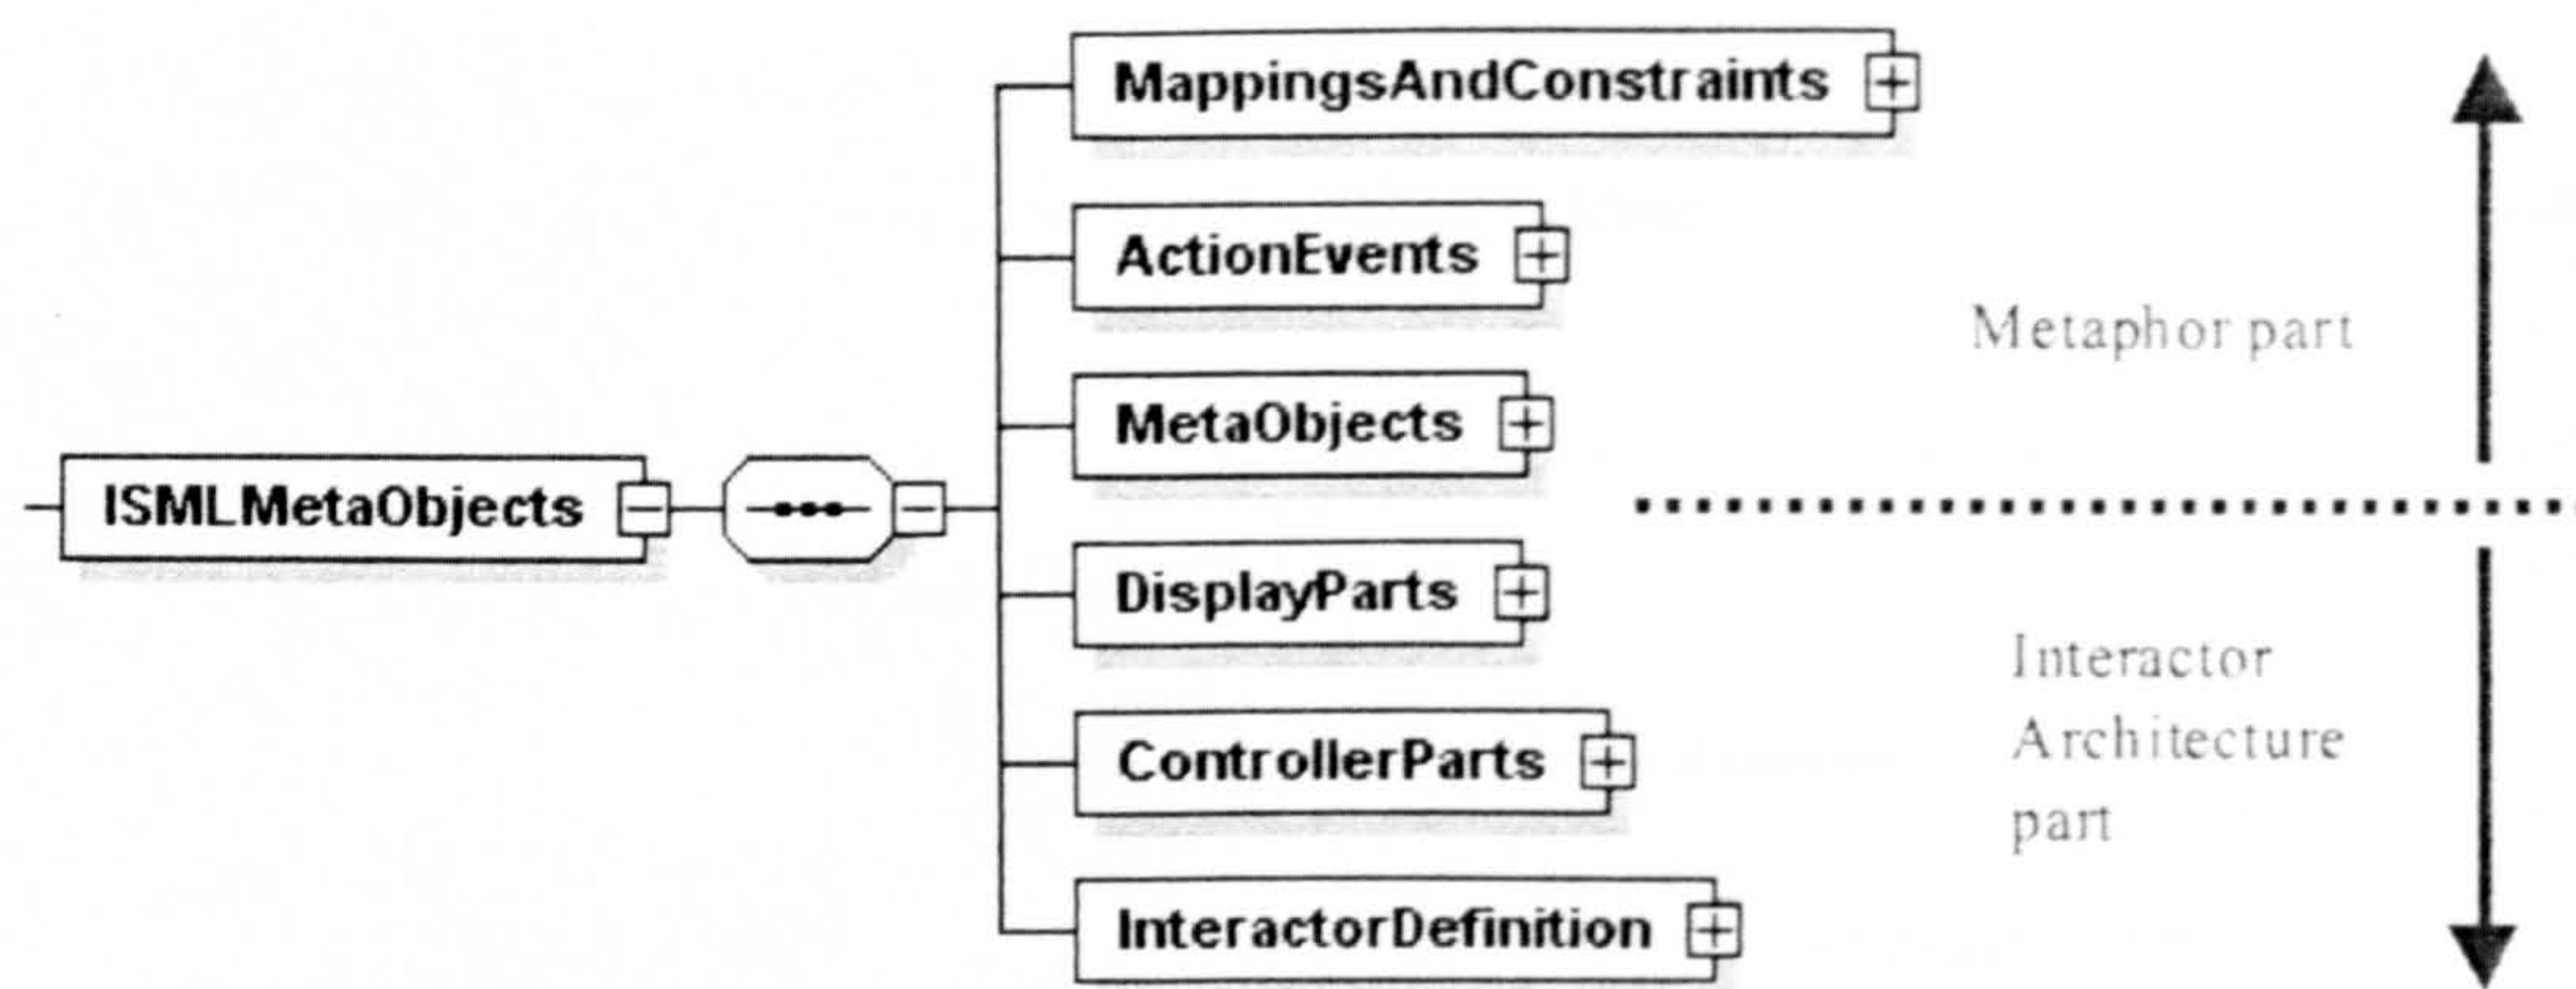 MappingsAndConstraints
ActionEvents
Metaphor part
MetaObjects
ISMLMetaObjects
DisplayParts
Interactor
Architecture
part
ControllerParts
InteractorDefinition